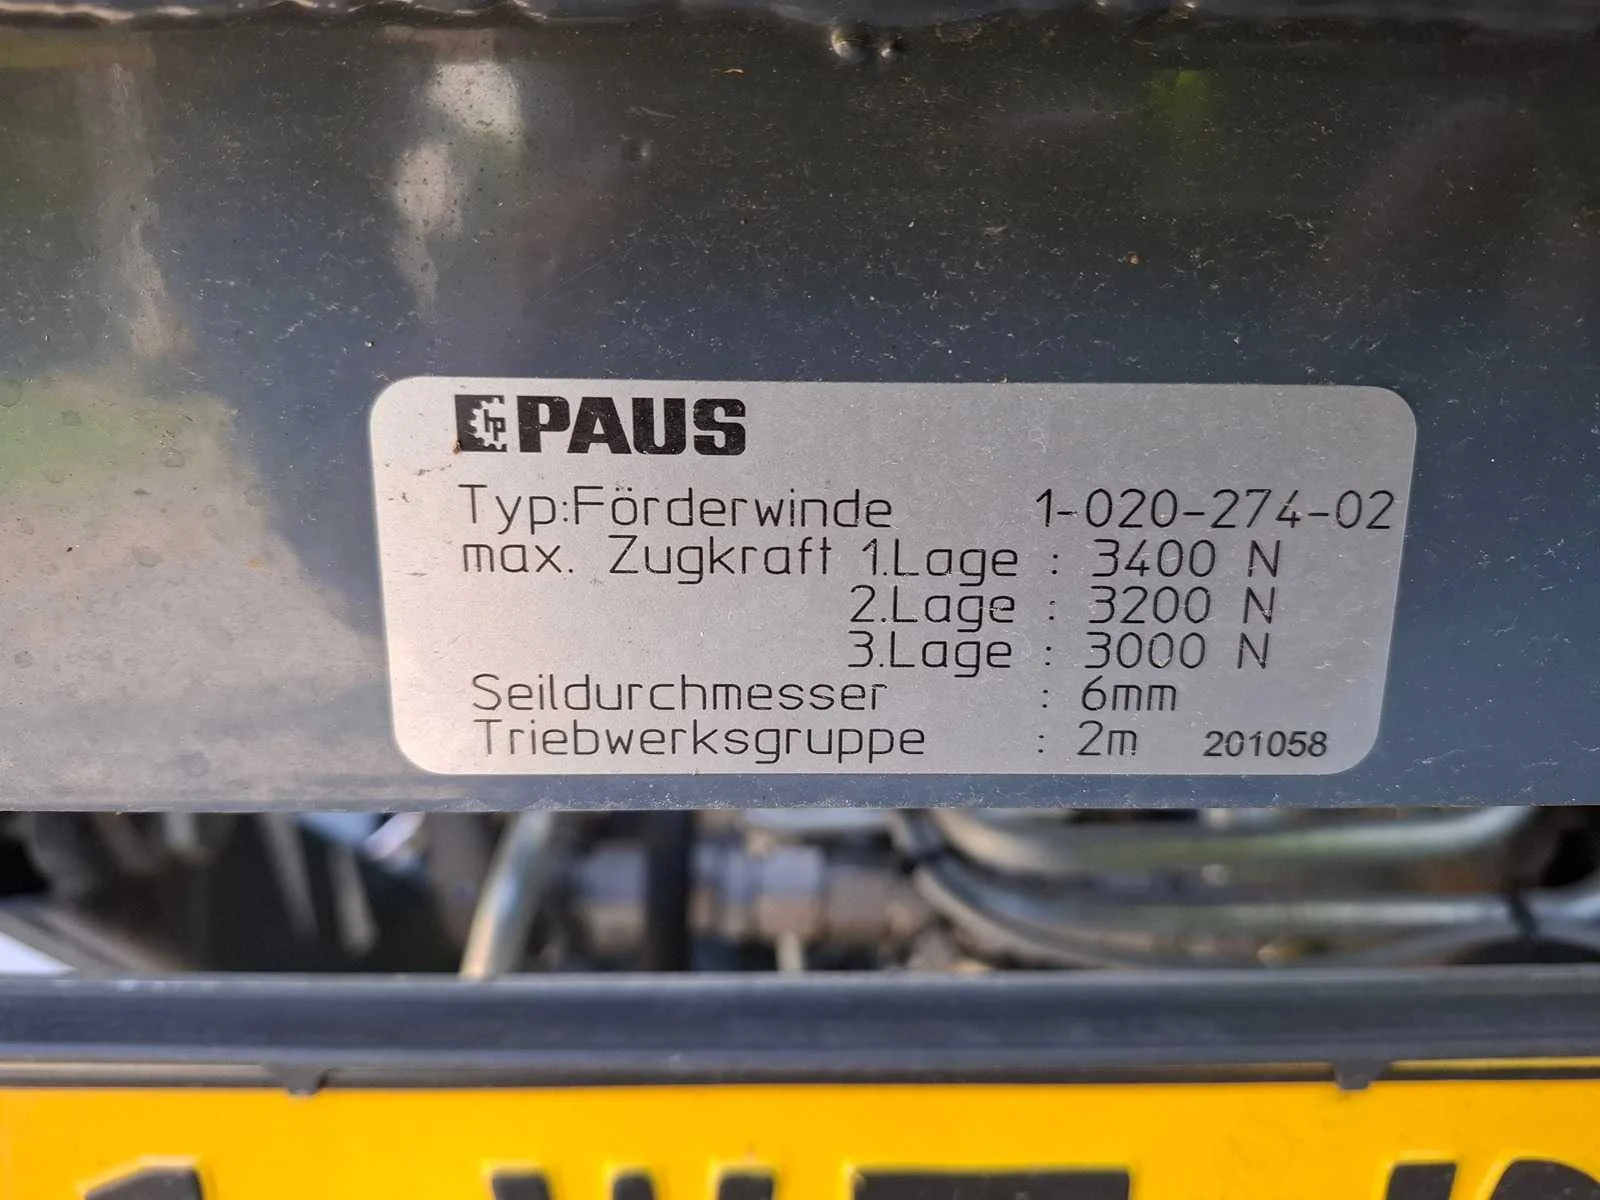 hp PAUS
Typ:Förderwinde 1-020-274-02
max. Zugkraft 1.Lage : 3400 N
2.Lage : 3200 N
3.Lage : 3000 N
Seildurchmesser : 6mm
Triebwerksgruppe : 2m 201058